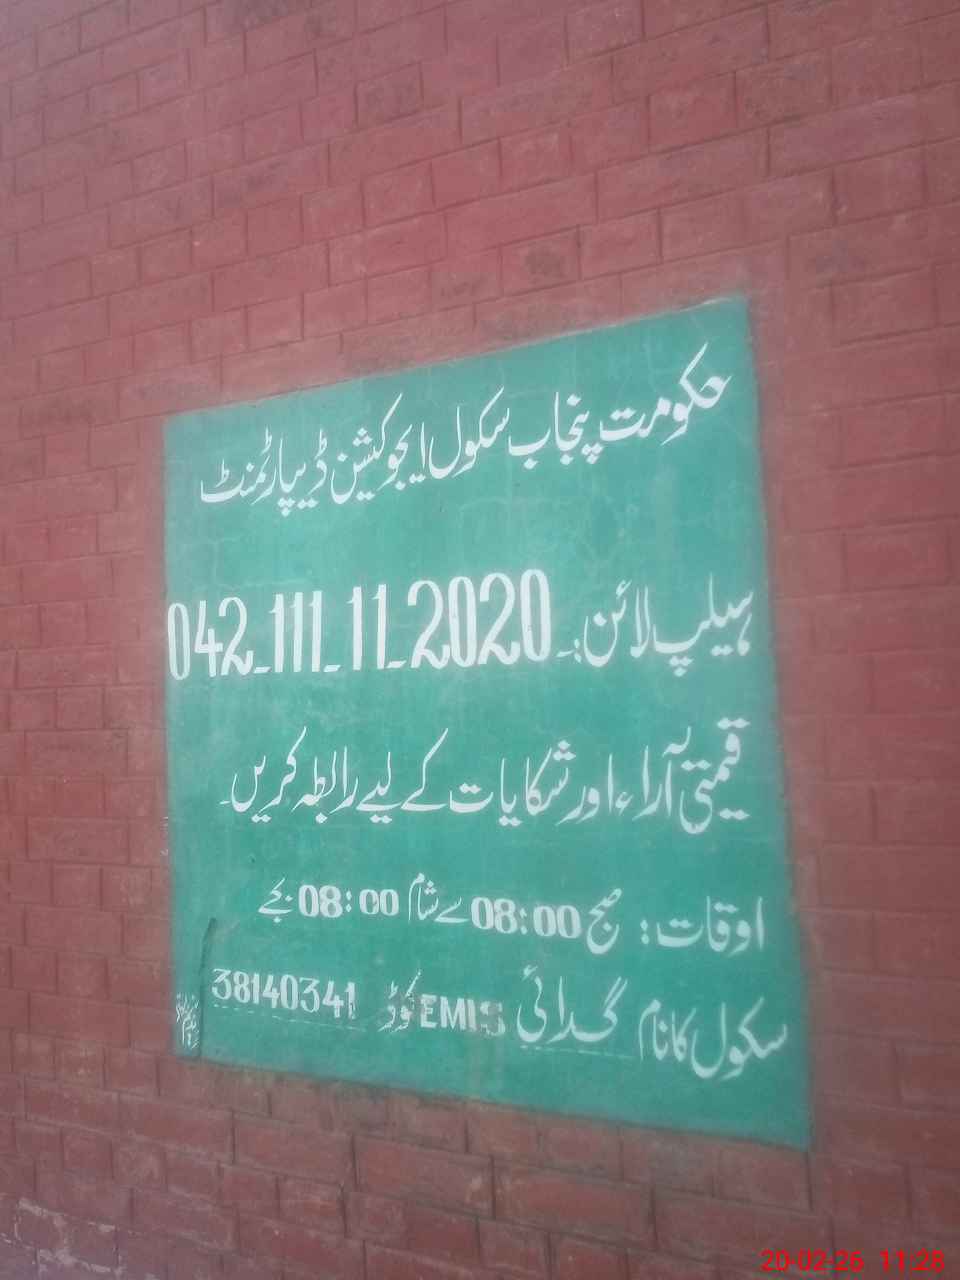 حکومت پنجاب سکول ایجوکیشن ڈیپارٹمنٹ
ہیلپ لائن:۔ 042-111-11-2020
قیمتی آراء اور شکایات کے لیے رابطہ کریں۔
اوقات: صبح 08:00 سے شام 08:00 بجے
سکول کا نام گدائی EMIS کوڈ 38140341
20-02-26 11:28